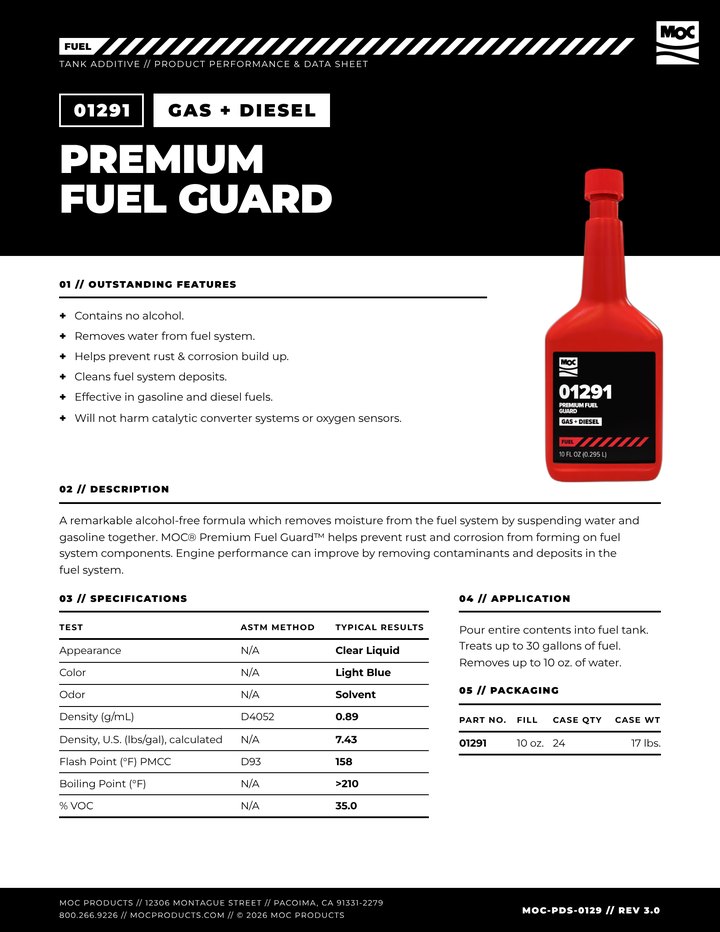 MOC
FUEL
TANK ADDITIVE // PRODUCT PERFORMANCE & DATA SHEET
01291 GAS + DIESEL
PREMIUM
FUEL GUARD
01 // OUTSTANDING FEATURES
+ Contains no alcohol.
+ Removes water from fuel system.
+ Helps prevent rust & corrosion build up.
+ Cleans fuel system deposits.
+ Effective in gasoline and diesel fuels.
+ Will not harm catalytic converter systems or oxygen sensors.
MOC
01291
PREMIUM FUEL
GUARD
GAS + DIESEL
FUEL
10 FL OZ (0.295 L)
02 // DESCRIPTION
A remarkable alcohol-free formula which removes moisture from the fuel system by suspending water and
gasoline together. MOC® Premium Fuel Guard™ helps prevent rust and corrosion from forming on fuel
system components. Engine performance can improve by removing contaminants and deposits in the
fuel system.
03 // SPECIFICATIONS
TEST ASTM METHOD TYPICAL RESULTS
Appearance N/A Clear Liquid
Color N/A Light Blue
Odor N/A Solvent
Density (g/mL) D4052 0.89
Density, U.S. (lbs/gal), calculated N/A 7.43
Flash Point (°F) PMCC D93 158
Boiling Point (°F) N/A >210
% VOC N/A 35.0
04 // APPLICATION
Pour entire contents into fuel tank.
Treats up to 30 gallons of fuel.
Removes up to 10 oz. of water.
05 // PACKAGING
PART NO. FILL CASE QTY CASE WT
01291 10 oz. 24 17 lbs.
MOC PRODUCTS // 12306 MONTAGUE STREET // PACOIMA, CA 91331-2279
800.266.9226 // MOCPRODUCTS.COM // © 2026 MOC PRODUCTS
MOC-PDS-0129 // REV 3.0